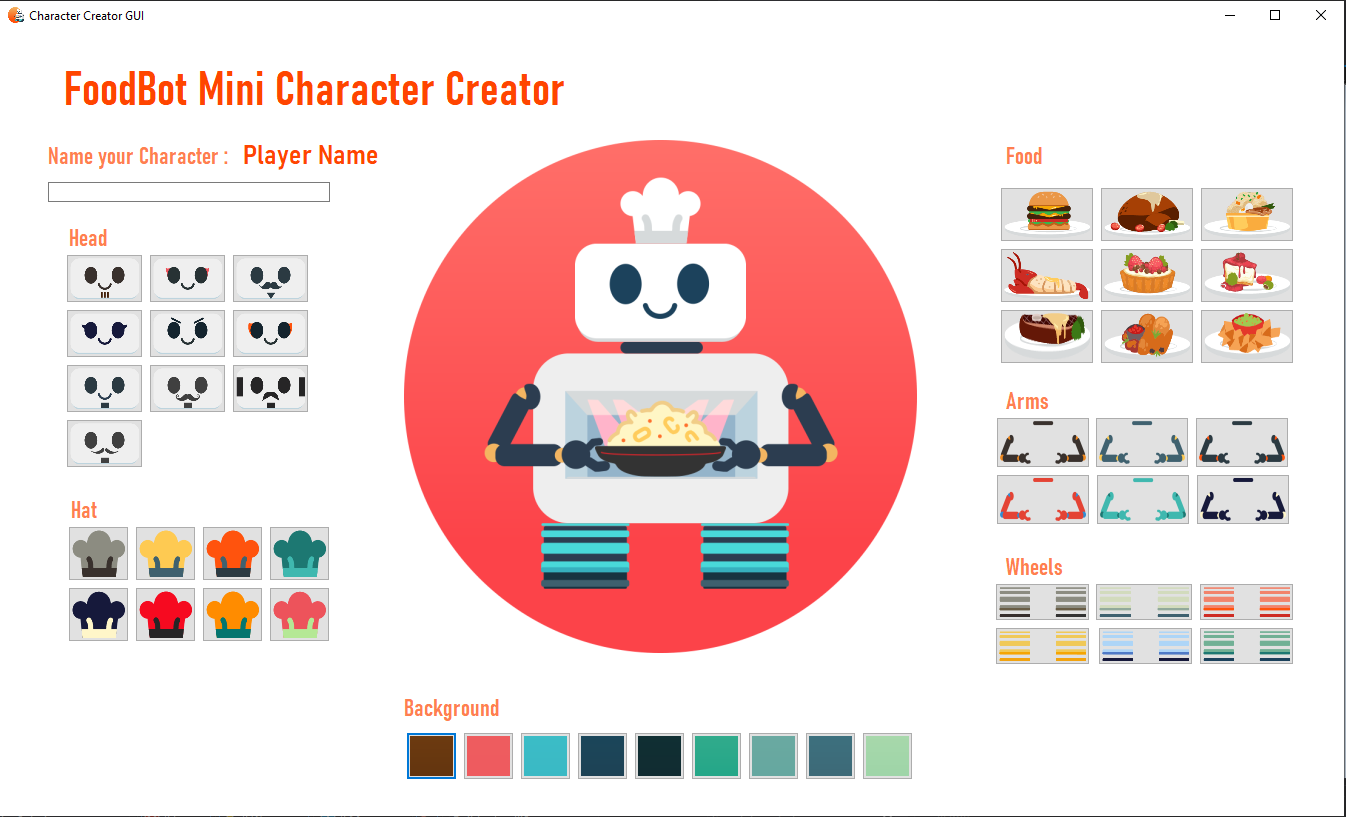 Character Creator GUI
FoodBot Mini Character Creator
Name your Character : Player Name
Head
Hat
Background
Food
Arms
Wheels